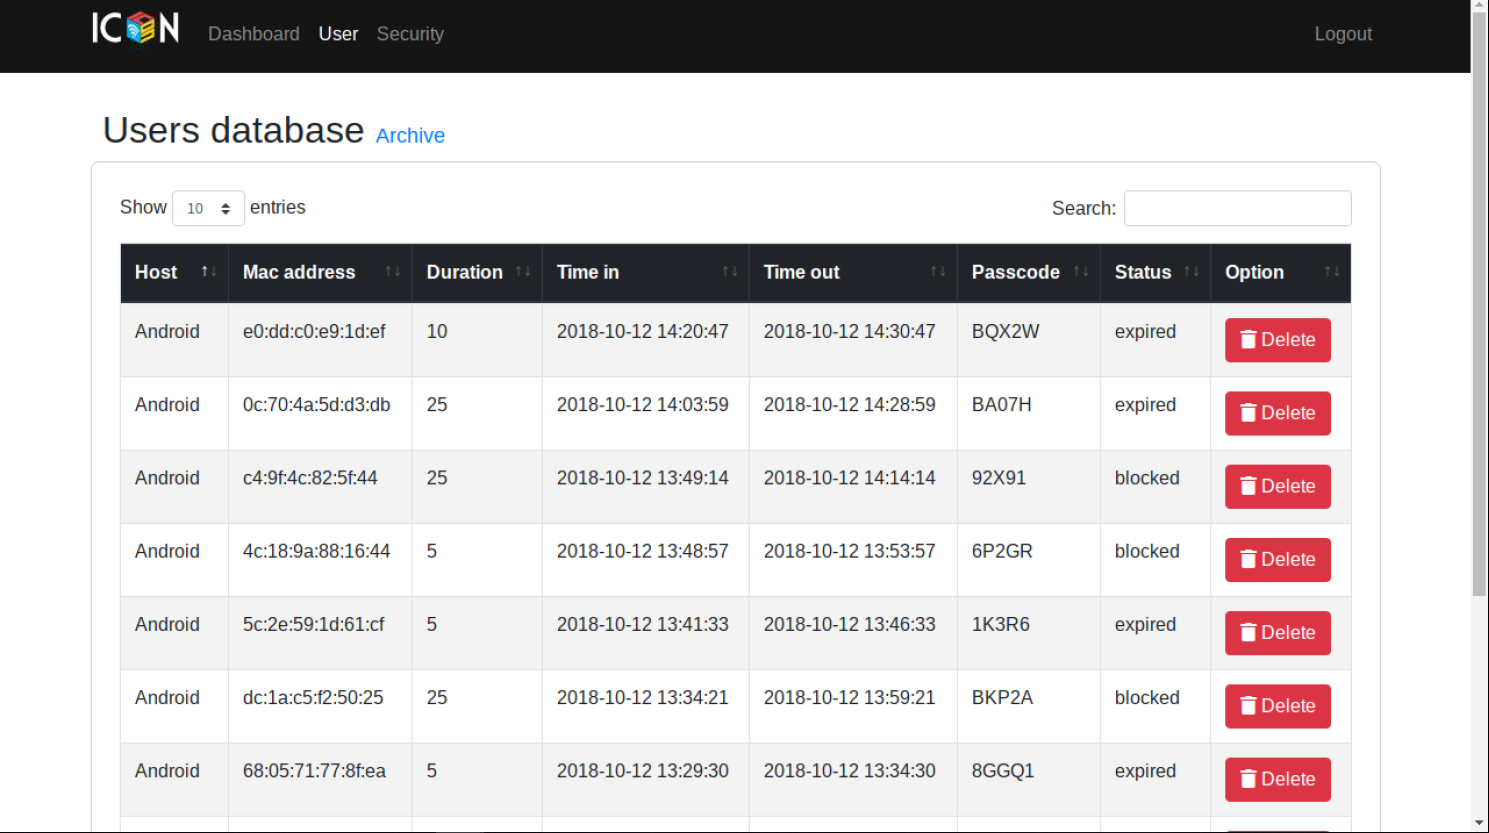 ICON Dashboard User Security Logout
Users database Archive
Show 10 entries Search:
Host Mac address Duration Time in Time out Passcode Status Option
Android e0:dd:c0:e9:1d:ef 10 2018-10-12 14:20:47 2018-10-12 14:30:47 BQX2W expired Delete
Android 0c:70:4a:5d:d3:db 25 2018-10-12 14:03:59 2018-10-12 14:28:59 BA07H expired Delete
Android c4:9f:4c:82:5f:44 25 2018-10-12 13:49:14 2018-10-12 14:14:14 92X91 blocked Delete
Android 4c:18:9a:88:16:44 5 2018-10-12 13:48:57 2018-10-12 13:53:57 6P2GR blocked Delete
Android 5c:2e:59:1d:61:cf 5 2018-10-12 13:41:33 2018-10-12 13:46:33 1K3R6 expired Delete
Android dc:1a:c5:f2:50:25 25 2018-10-12 13:34:21 2018-10-12 13:59:21 BKP2A blocked Delete
Android 68:05:71:77:8f:ea 5 2018-10-12 13:29:30 2018-10-12 13:34:30 8GGQ1 expired Delete